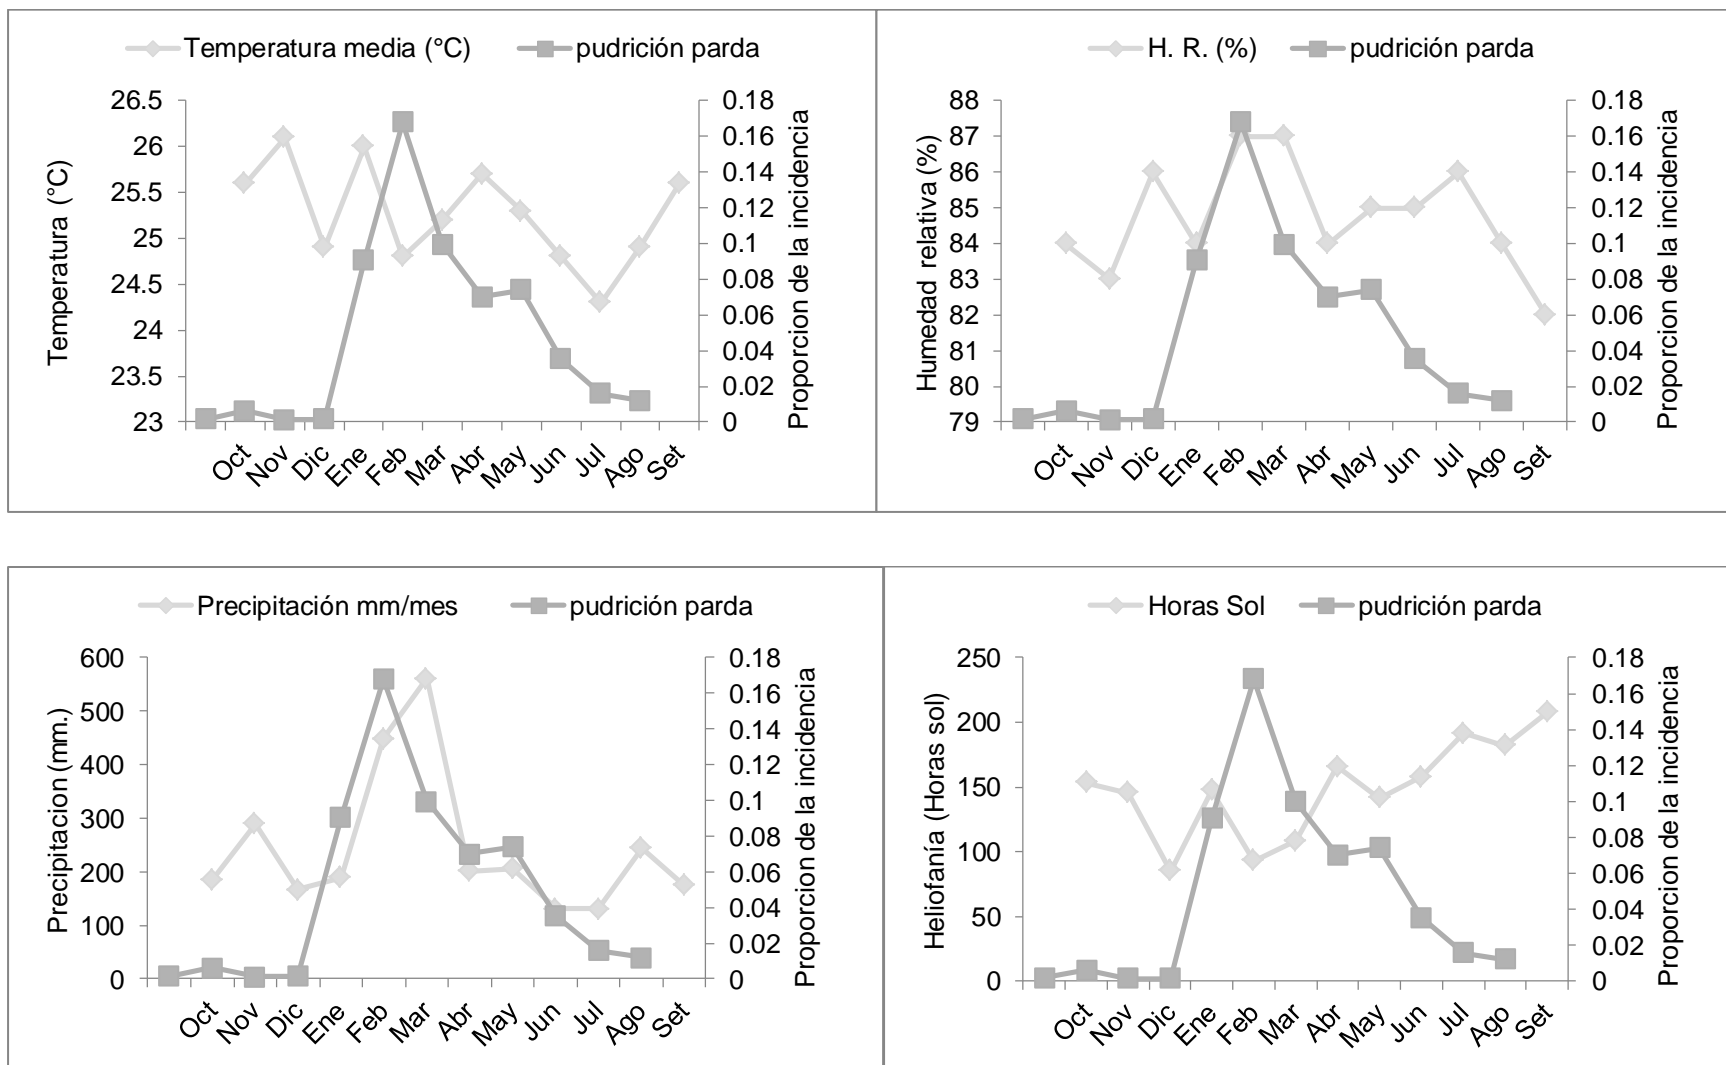 Temperatura media (°C)
pudrición parda
Temperatura (°C)
26.5
26
25.5
25
24.5
24
23.5
23
0.18
0.16
0.14
0.12
0.1
0.08
0.06
0.04
0.02
0
Proporcion de la incidencia
Oct
Nov
Dic
Ene
Feb
Mar
Abr
May
Jun
Jul
Ago
Set
H. R. (%)
pudrición parda
Humedad relativa (%)
88
87
86
85
84
83
82
81
80
79
0.18
0.16
0.14
0.12
0.1
0.08
0.06
0.04
0.02
0
Proporcion de la incidencia
Oct
Nov
Dic
Ene
Feb
Mar
Abr
May
Jun
Jul
Ago
Set
Precipitación mm/mes
pudrición parda
Precipitacion (mm.)
600
500
400
300
200
100
0
0.18
0.16
0.14
0.12
0.1
0.08
0.06
0.04
0.02
0
Proporcion de la incidencia
Oct
Nov
Dic
Ene
Feb
Mar
Abr
May
Jun
Jul
Ago
Set
Horas Sol
pudrición parda
Heliofanía (Horas sol)
250
200
150
100
50
0
0.18
0.16
0.14
0.12
0.1
0.08
0.06
0.04
0.02
0
Proporcion de la incidencia
Oct
Nov
Dic
Ene
Feb
Mar
Abr
May
Jun
Jul
Ago
Set